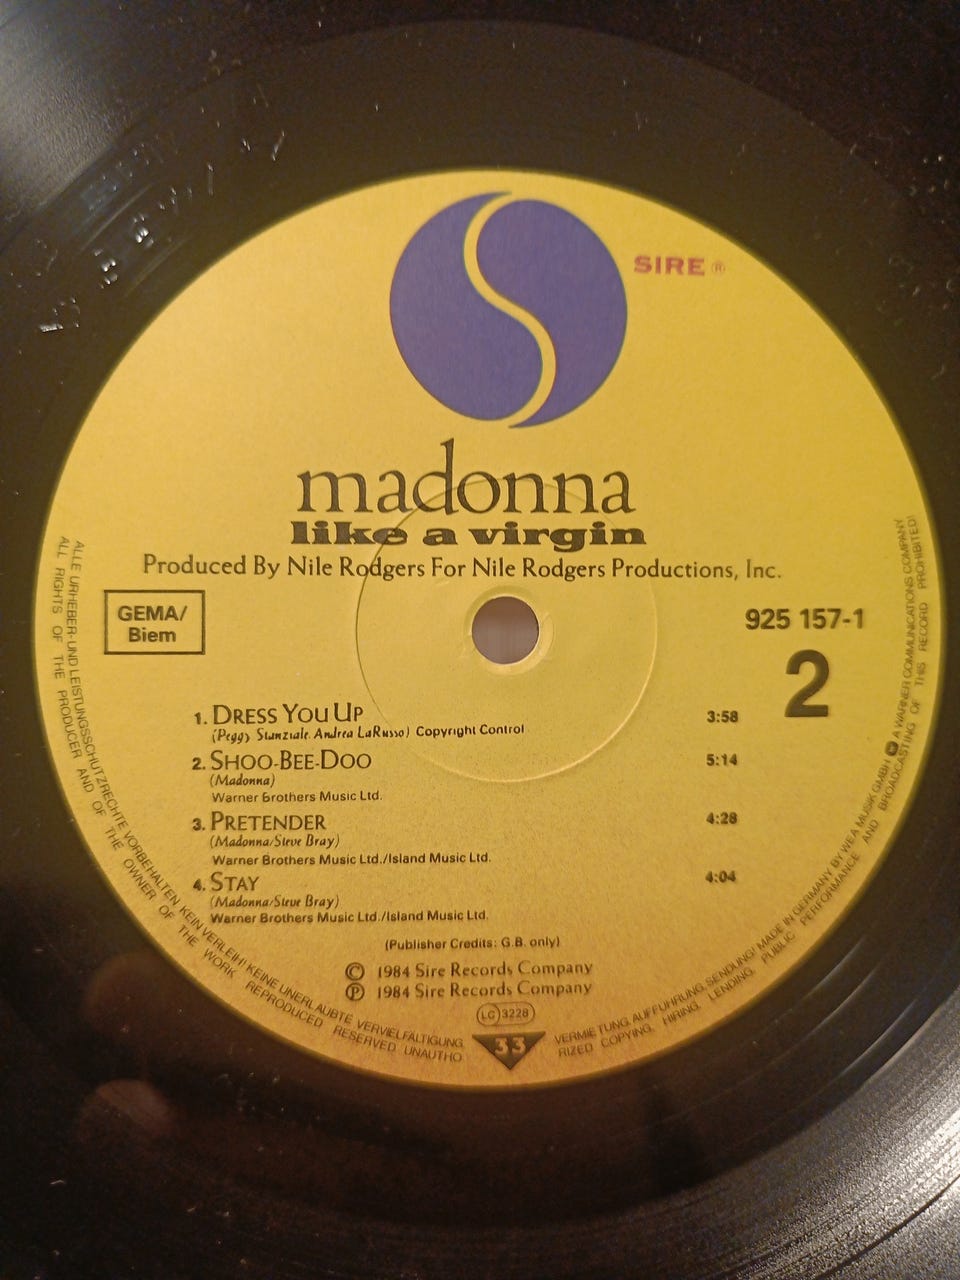 SIRE ®
madonna
like a virgin
Produced By Nile Rodgers For Nile Rodgers Productions, Inc.
GEMA/
Biem
925 157-1
2
1. DRESS YOU UP 3:58
(Peggy Stanziale, Andrea LaRusso) Copyright Control
2. SHOO-BEE-DOO 5:14
(Madonna)
Warner Brothers Music Ltd.
3. PRETENDER 4:28
(Madonna/Steve Bray)
Warner Brothers Music Ltd./Island Music Ltd.
4. STAY 4:04
(Madonna/Steve Bray)
Warner Brothers Music Ltd./Island Music Ltd.
(Publisher Credits: G.B. only)
© 1984 Sire Records Company
℗ 1984 Sire Records Company
LC 3228
33
ALLE URHEBER- UND LEISTUNGSSCHUTZRECHTE VORBEHALTEN KEIN VERLEIH! KEINE UNERLAUBTE VERVIELFÄLTIGUNG, VERMIETUNG, AUFFÜHRUNG, SENDUNG! MADE IN GERMANY BY WEA MUSIK GMBH A WARNER COMMUNICATIONS COMPANY
ALL RIGHTS OF THE PRODUCER AND OF THE OWNER OF THE WORK REPRODUCED RESERVED UNAUTHORIZED COPYING, HIRING, LENDING, PUBLIC PERFORMANCE AND BROADCASTING OF THIS RECORD PROHIBITED!